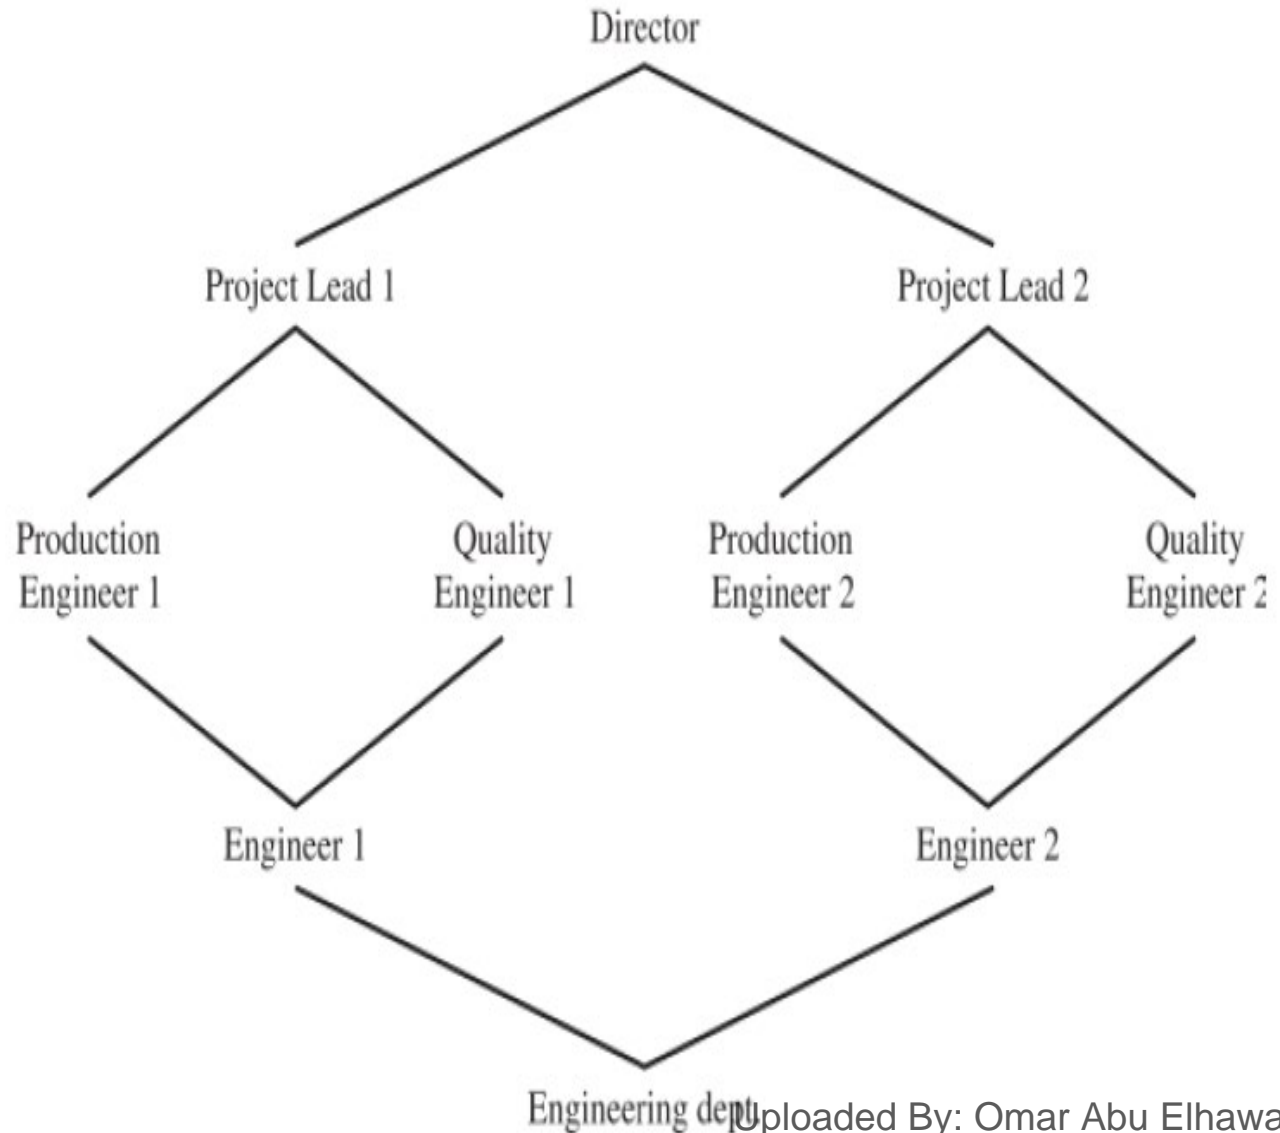 Director
Project Lead 1
Project Lead 2
Production
Engineer 1
Quality
Engineer 1
Production
Engineer 2
Quality
Engineer 2
Engineer 1
Engineer 2
Engineering dept.
Uploaded By: Omar Abu Elhawa